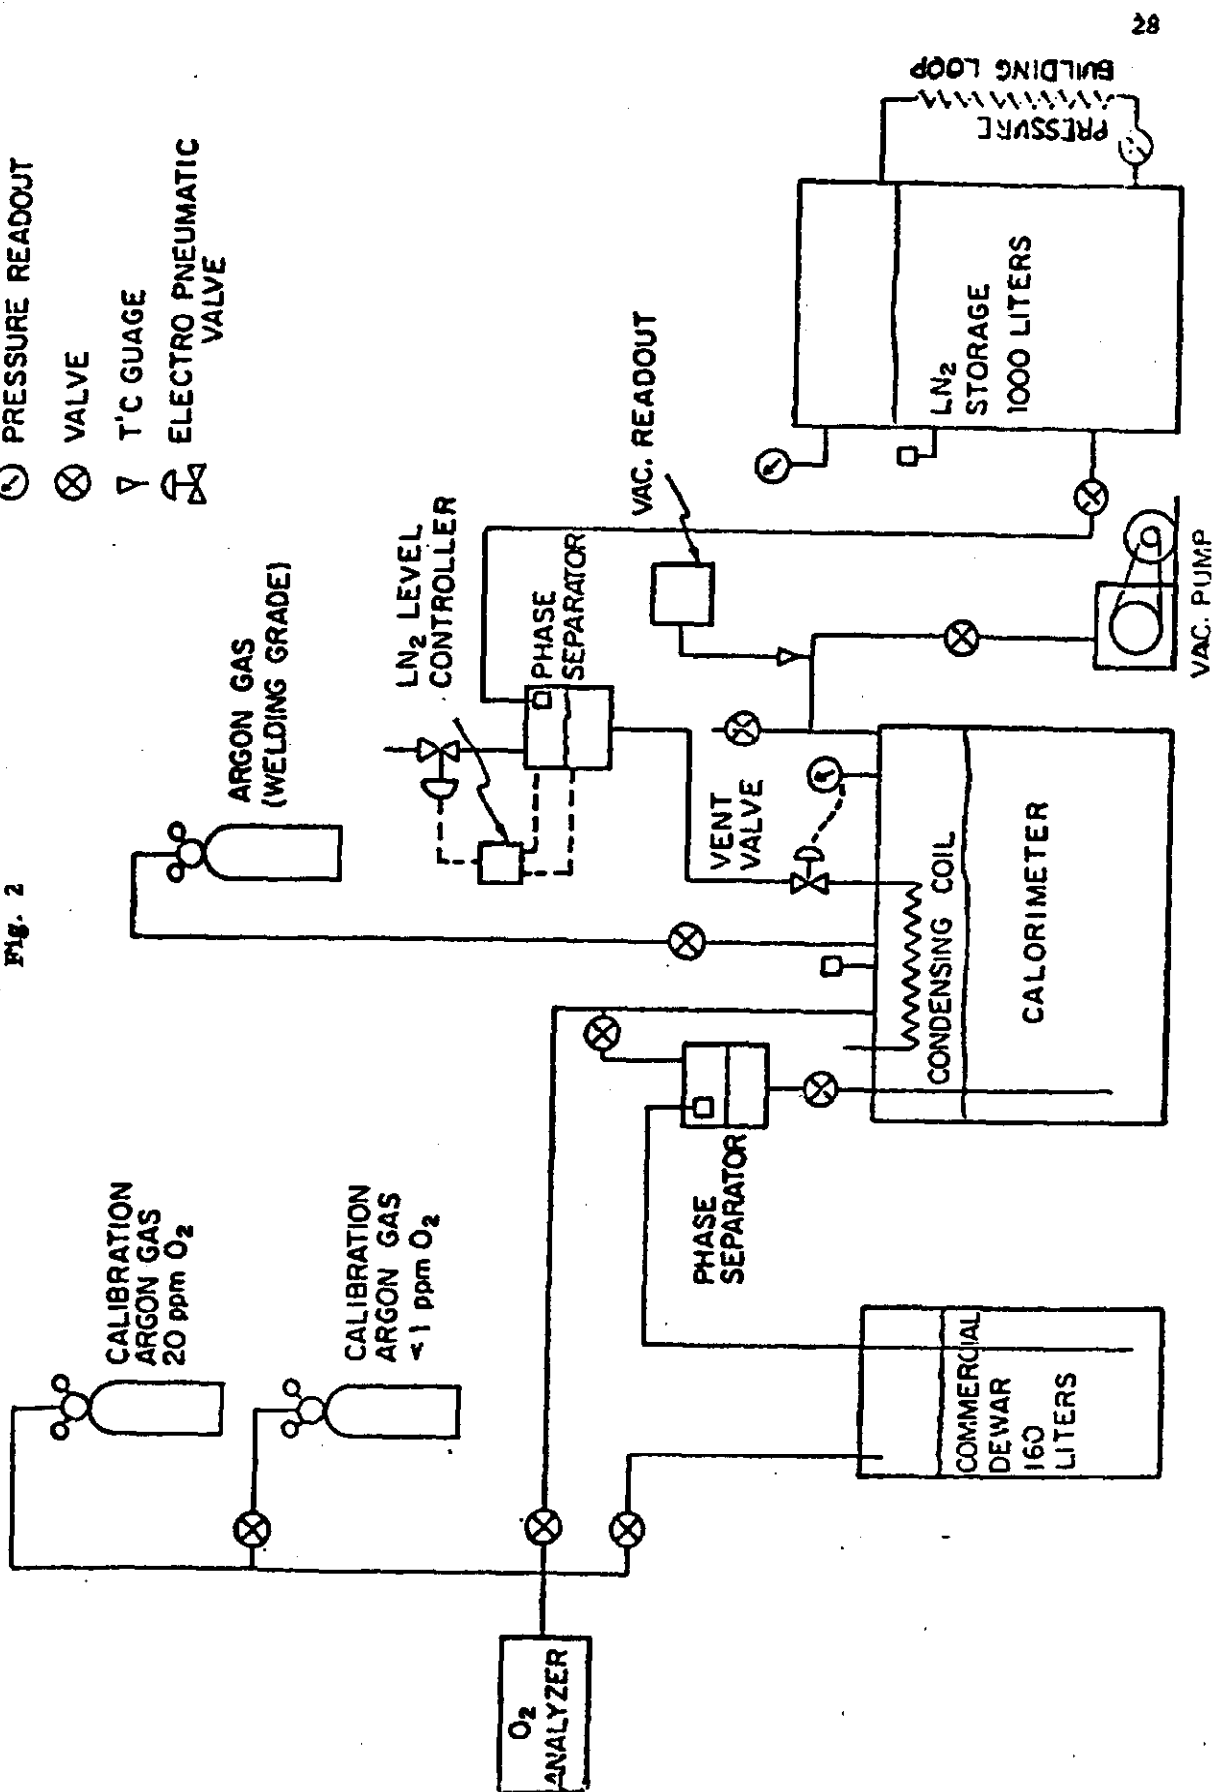 28
Fig. 2
PRESSURE READOUT
VALVE
T'C GUAGE
ELECTRO PNEUMATIC
VALVE
CALIBRATION
ARGON GAS
20 ppm O₂
CALIBRATION
ARGON GAS
<1 ppm O₂
ARGON GAS
(WELDING GRADE)
LN₂ LEVEL
CONTROLLER
PHASE
SEPARATOR
VAC. READOUT
O₂
ANALYZER
PHASE
SEPARATOR
VENT
VALVE
CONDENSING COIL
CALORIMETER
COMMERCIAL
DEWAR
160
LITERS
LN₂
STORAGE
1000 LITERS
PRESSURE
BUILDING LOOP
VAC. PUMP